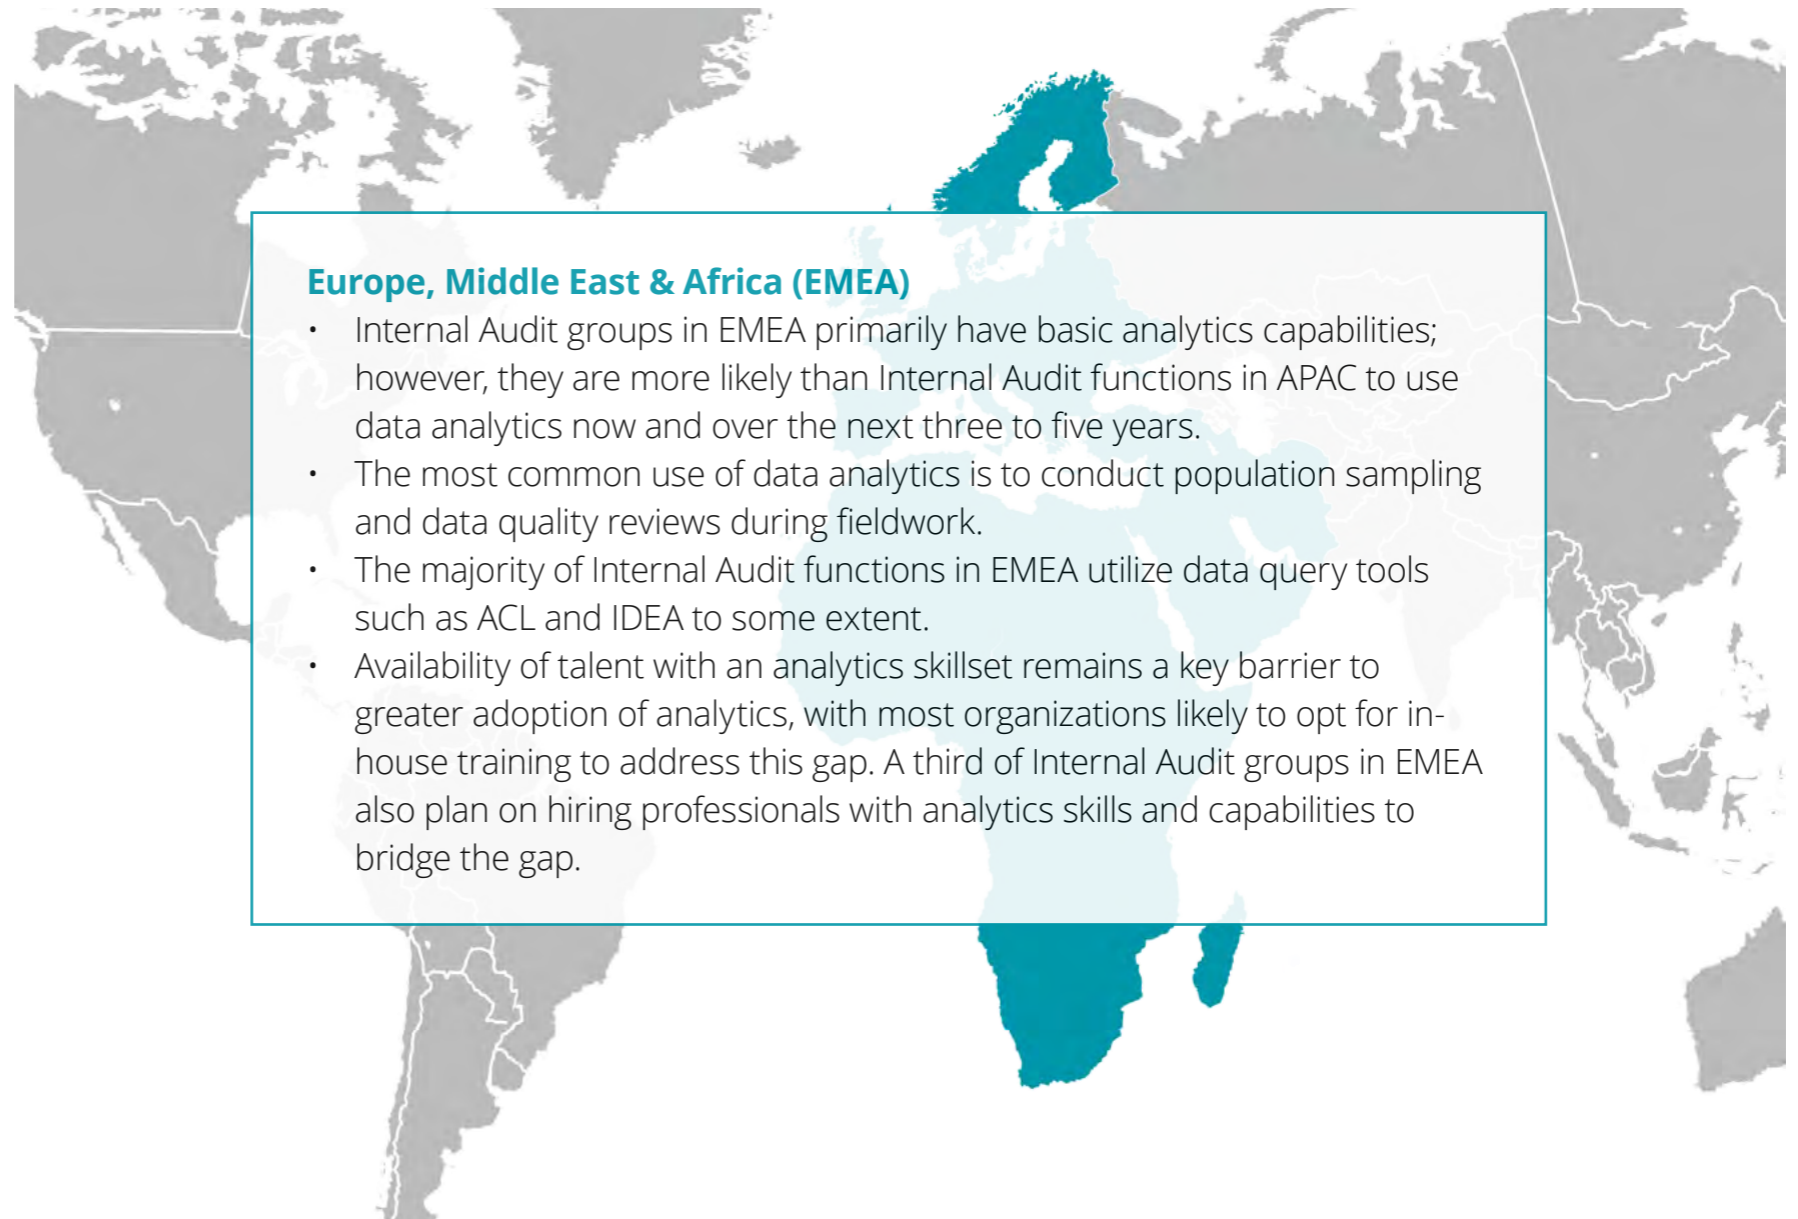 Europe, Middle East & Africa (EMEA)
• Internal Audit groups in EMEA primarily have basic analytics capabilities;
however, they are more likely than Internal Audit functions in APAC to use
data analytics now and over the next three to five years.
• The most common use of data analytics is to conduct population sampling
and data quality reviews during fieldwork.
• The majority of Internal Audit functions in EMEA utilize data query tools
such as ACL and IDEA to some extent.
• Availability of talent with an analytics skillset remains a key barrier to
greater adoption of analytics, with most organizations likely to opt for in-
house training to address this gap. A third of Internal Audit groups in EMEA
also plan on hiring professionals with analytics skills and capabilities to
bridge the gap.